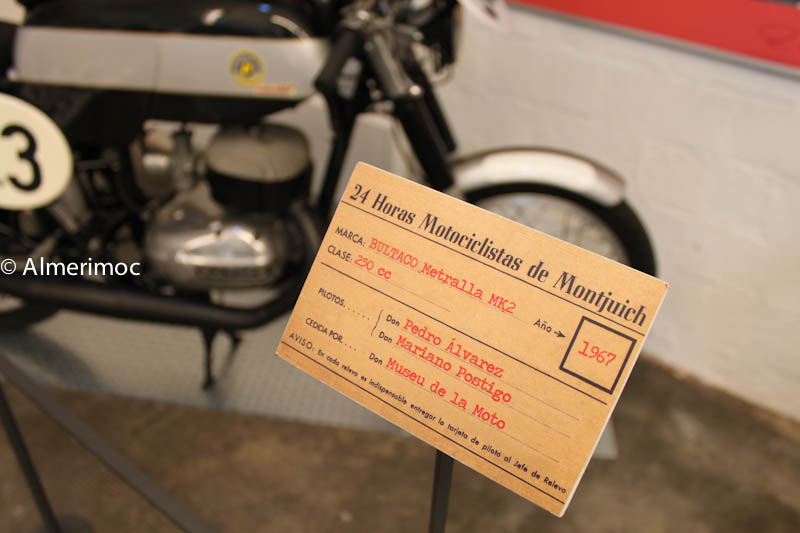 24 Horas Motociclistas de Montjuich
MARCA: BULTACO Metralla MK2
CLASE: 250 cc
Año → 1967
PILOTOS...... { Don Pedro Álvarez
Don Mariano Postigo
CEDIDA POR.... Don Museu de la Moto
AVISO: En cada relevo es indispensable entregar la tarjeta de piloto al Jefe de Relevo
3
© Almerimoc